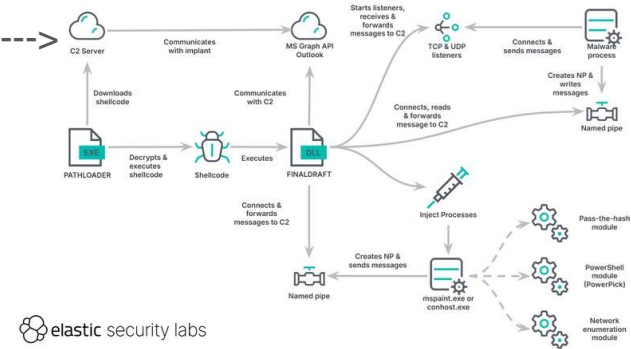 C2 Server
Communicates
with implant
MS Graph API
Outlook
Starts listeners,
receives &
forwards
messages to C2
TCP & UDP
listeners
Connects &
sends messages
Malware
process
Creates NP &
writes
messages
Named pipe
Downloads
shellcode
Communicates
with C2
Connects, reads
& forwards
message to C2
EXE
PATHLOADER
Decrypts &
executes
shellcode
Shellcode
Executes
DLL
FINALDRAFT
Connects &
forwards
messages to C2
Inject Processes
Pass-the-hash
module
Creates NP &
sends messages
Named pipe
mspaint.exe or
conhost.exe
PowerShell
module
(PowerPick)
Network
enumeration
module
elastic security labs